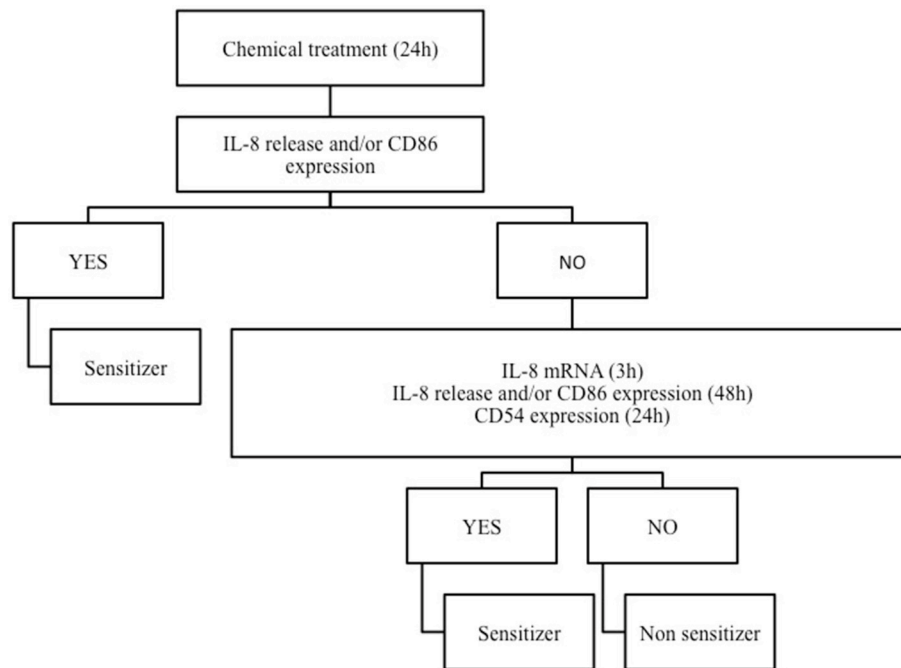 Chemical treatment (24h)
IL-8 release and/or CD86
expression
YES
NO
Sensitizer
IL-8 mRNA (3h)
IL-8 release and/or CD86 expression (48h)
CD54 expression (24h)
YES
NO
Sensitizer
Non sensitizer